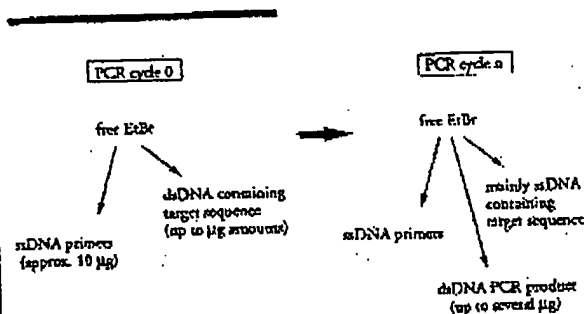 PCR cycle 0
free EtBr
dsDNA containing
target sequence
(up to µg amounts)
ssDNA primers
(approx. 10 µg)
PCR cycle n
free EtBr
mainly ssDNA
containing
target sequence
ssDNA primers
dsDNA PCR product
(up to several µg)